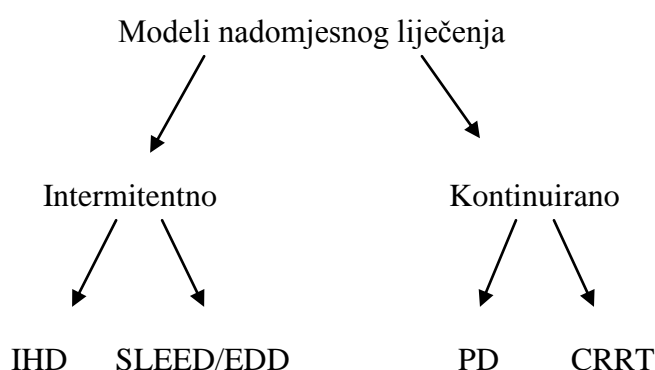 Modeli nadomjesnog liječenja
Intermitentno Kontinuirano
IHD SLEED/EDD PD CRRT